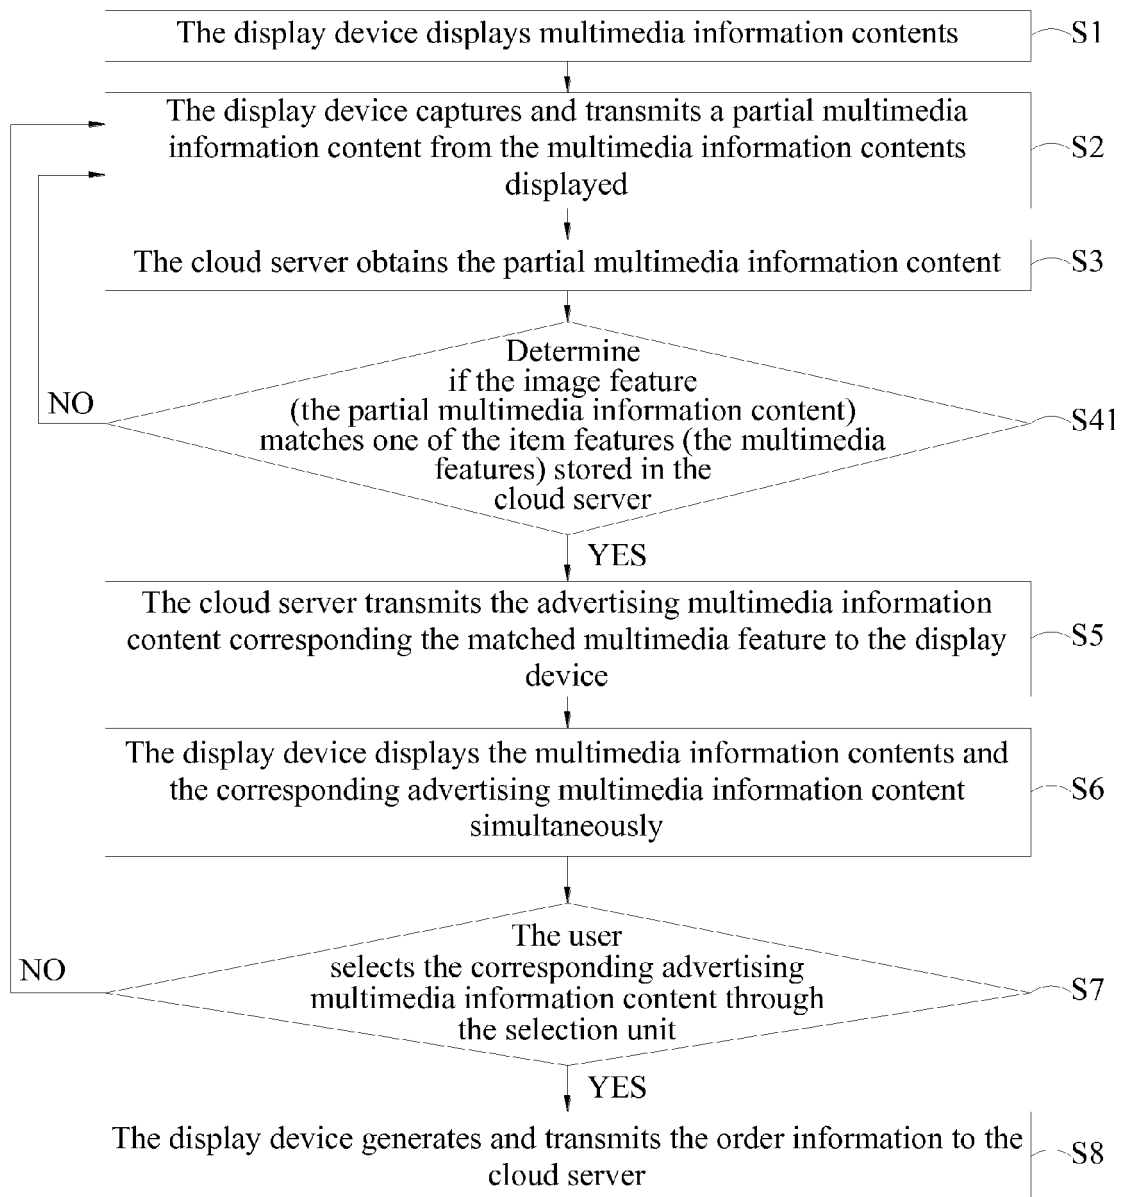 The display device displays multimedia information contents
S1
The display device captures and transmits a partial multimedia
information content from the multimedia information contents
displayed
S2
The cloud server obtains the partial multimedia information content
S3
Determine
if the image feature
(the partial multimedia information content)
matches one of the item features (the multimedia
features) stored in the
cloud server
S41
NO
YES
The cloud server transmits the advertising multimedia information
content corresponding the matched multimedia feature to the display
device
S5
The display device displays the multimedia information contents and
the corresponding advertising multimedia information content
simultaneously
S6
The user
selects the corresponding advertising
multimedia information content through
the selection unit
S7
NO
YES
The display device generates and transmits the order information to the
cloud server
S8